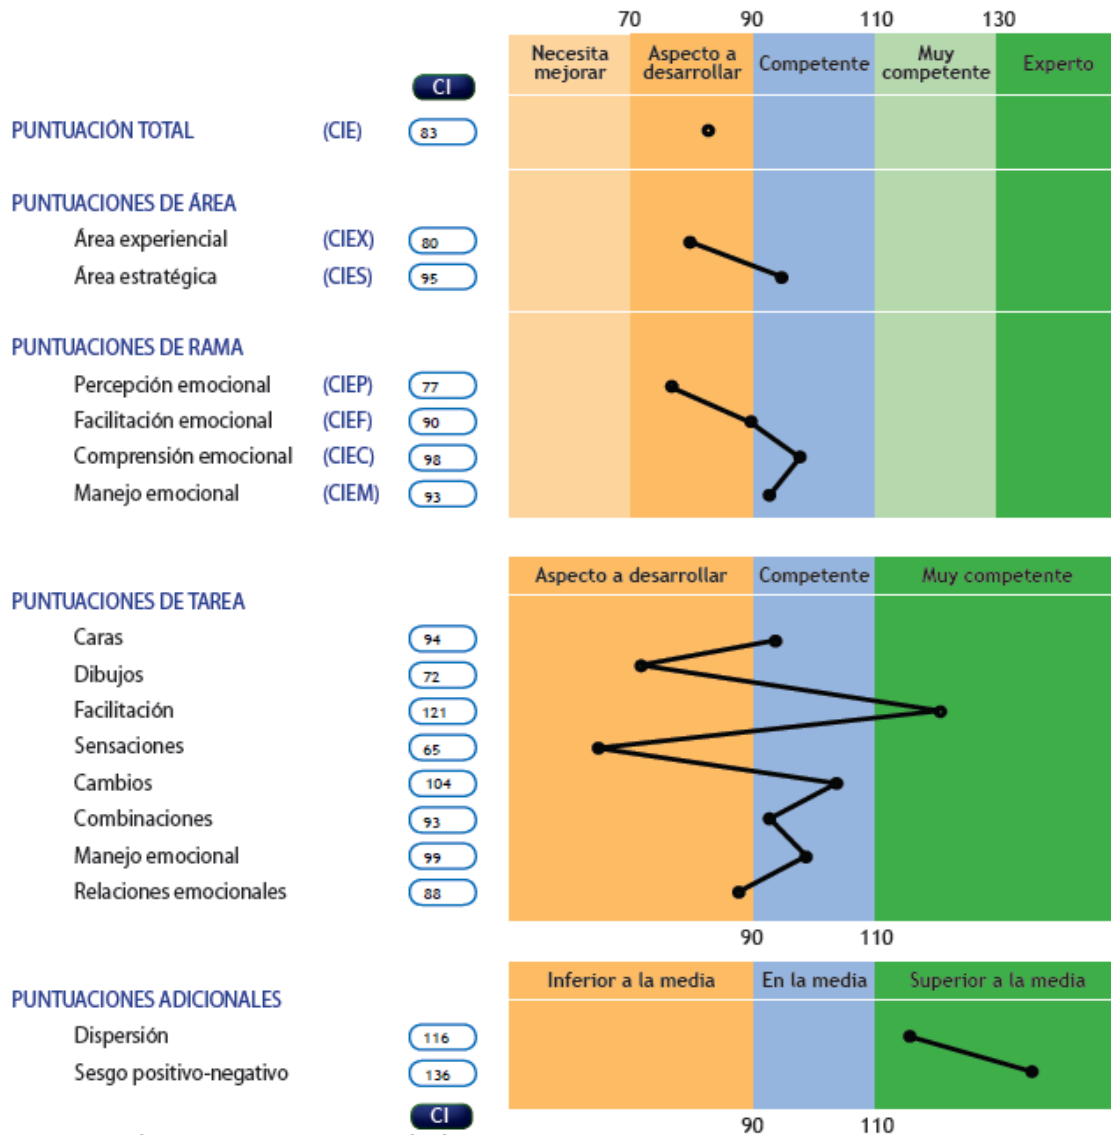 70 90 110 130
Necesita mejorar Aspecto a desarrollar Competente Muy competente Experto
CI
PUNTUACIÓN TOTAL (CIE) 83
PUNTUACIONES DE ÁREA
Área experiencial (CIEX) 80
Área estratégica (CIES) 95
PUNTUACIONES DE RAMA
Percepción emocional (CIEP) 77
Facilitación emocional (CIEF) 90
Comprensión emocional (CIEC) 98
Manejo emocional (CIEM) 93
Aspecto a desarrollar Competente Muy competente
PUNTUACIONES DE TAREA
Caras 94
Dibujos 72
Facilitación 121
Sensaciones 65
Cambios 104
Combinaciones 93
Manejo emocional 99
Relaciones emocionales 88
90 110
Inferior a la media En la media Superior a la media
PUNTUACIONES ADICIONALES
Dispersión 116
Sesgo positivo-negativo 136
CI
90 110